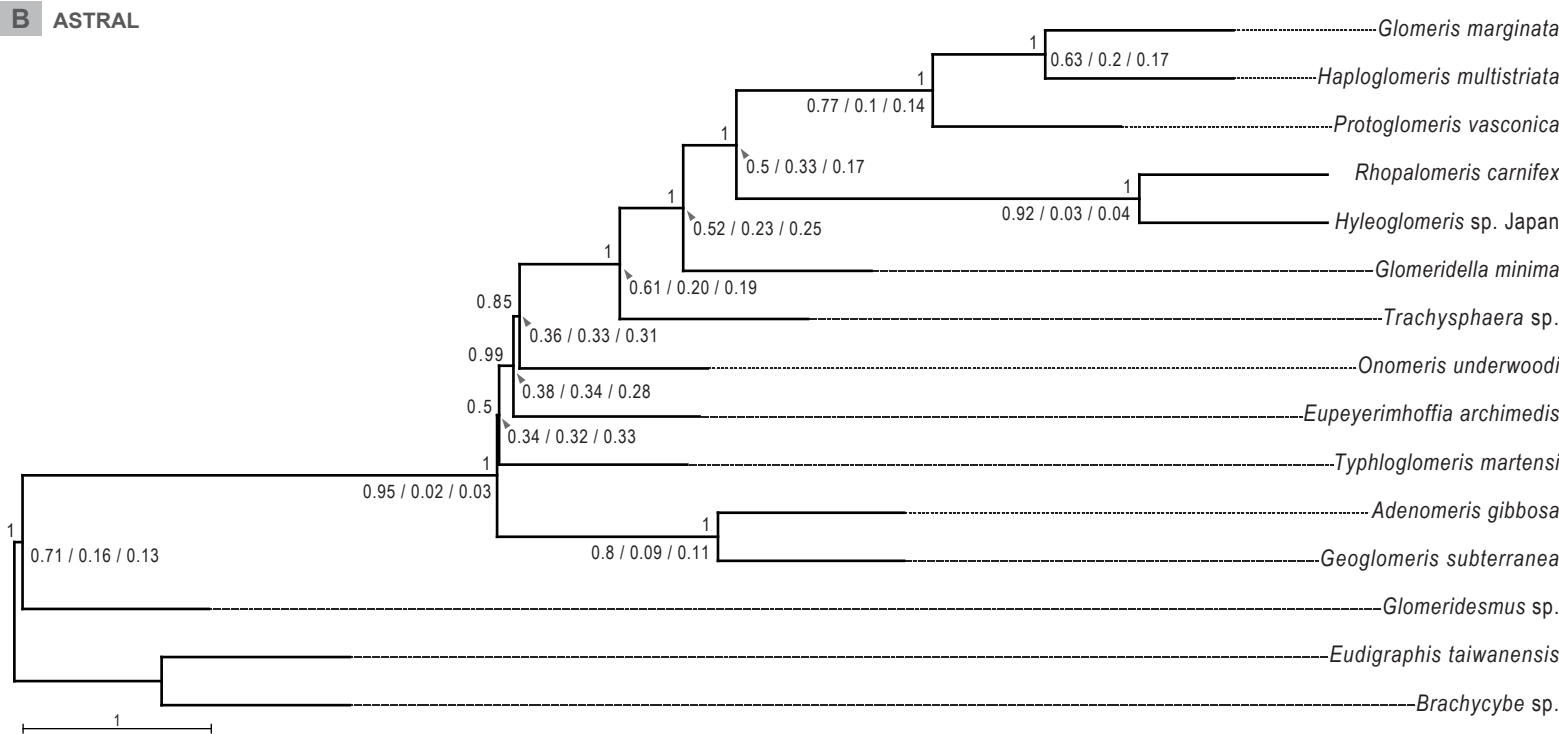 B ASTRAL
Glomeris marginata
1
0.63 / 0.2 / 0.17
Haploglomeris multistriata
1
0.77 / 0.1 / 0.14
Protoglomeris vasconica
1
0.5 / 0.33 / 0.17
Rhopalomeris carnifex
1
0.92 / 0.03 / 0.04
Hyleoglomeris sp. Japan
1
0.52 / 0.23 / 0.25
Glomeridella minima
1
0.61 / 0.20 / 0.19
Trachysphaera sp.
0.85
0.36 / 0.33 / 0.31
Onomeris underwoodi
0.99
0.38 / 0.34 / 0.28
Eupeyerimhoffia archimedis
0.5
0.34 / 0.32 / 0.33
Typhloglomeris martensi
1
0.95 / 0.02 / 0.03
Adenomeris gibbosa
1
0.8 / 0.09 / 0.11
Geoglomeris subterranea
1
0.71 / 0.16 / 0.13
Glomeridesmus sp.
Eudigraphis taiwanensis
Brachycybe sp.
1